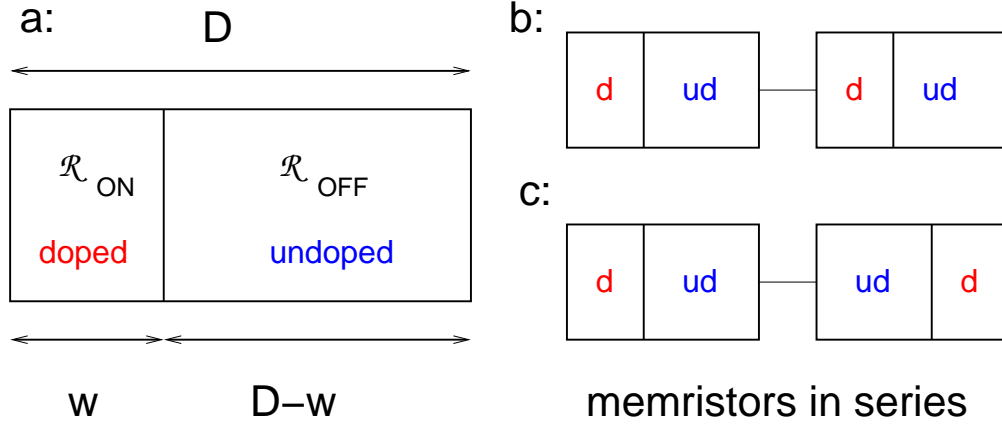 a:
D
ℛ ON
ℛ OFF
doped
undoped
w
D−w
b:
d
ud
d
ud
c:
d
ud
ud
d
memristors in series